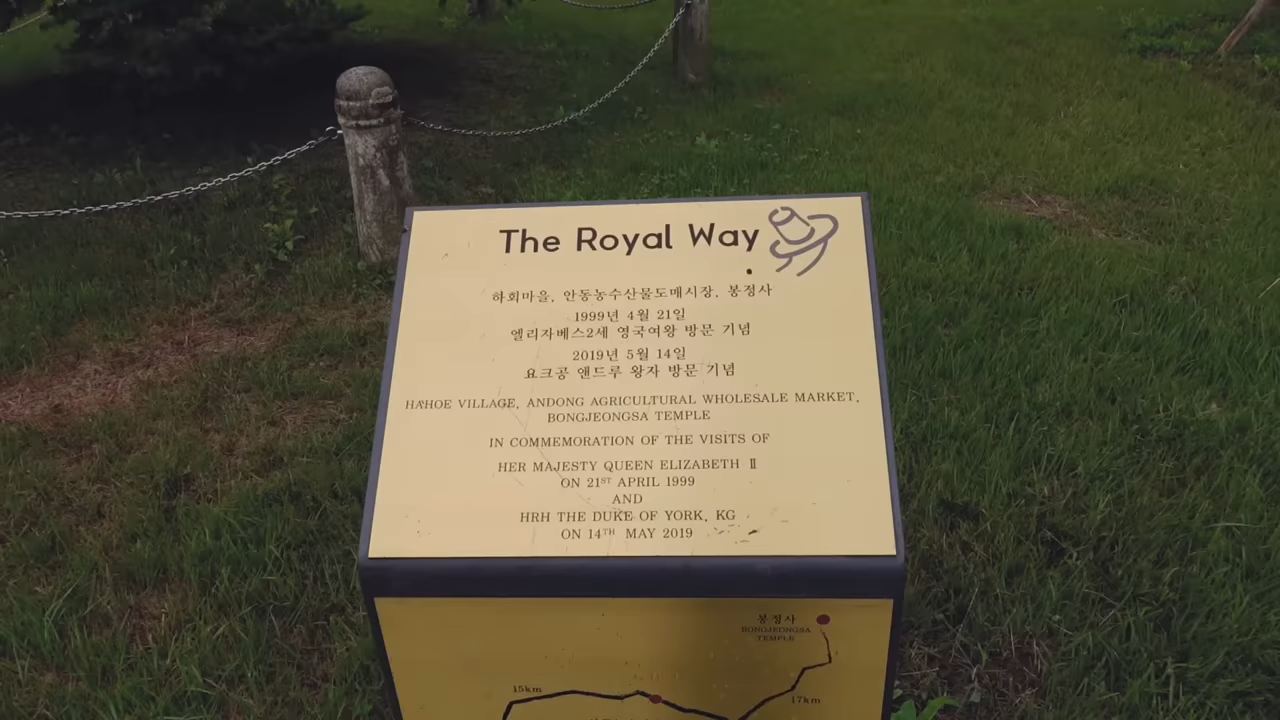 The Royal Way
하회마을, 안동농수산물도매시장, 봉정사
1999년 4월 21일
엘리자베스2세 영국여왕 방문 기념
2019년 5월 14일
요크공 앤드루 왕자 방문 기념
HAHOE VILLAGE, ANDONG AGRICULTURAL WHOLESALE MARKET,
BONGJEONGSA TEMPLE
IN COMMEMORATION OF THE VISITS OF
HER MAJESTY QUEEN ELIZABETH Ⅱ
ON 21ST APRIL 1999
AND
HRH THE DUKE OF YORK, KG
ON 14TH MAY 2019
봉정사
BONGJEONGSA
TEMPLE
15km
17km